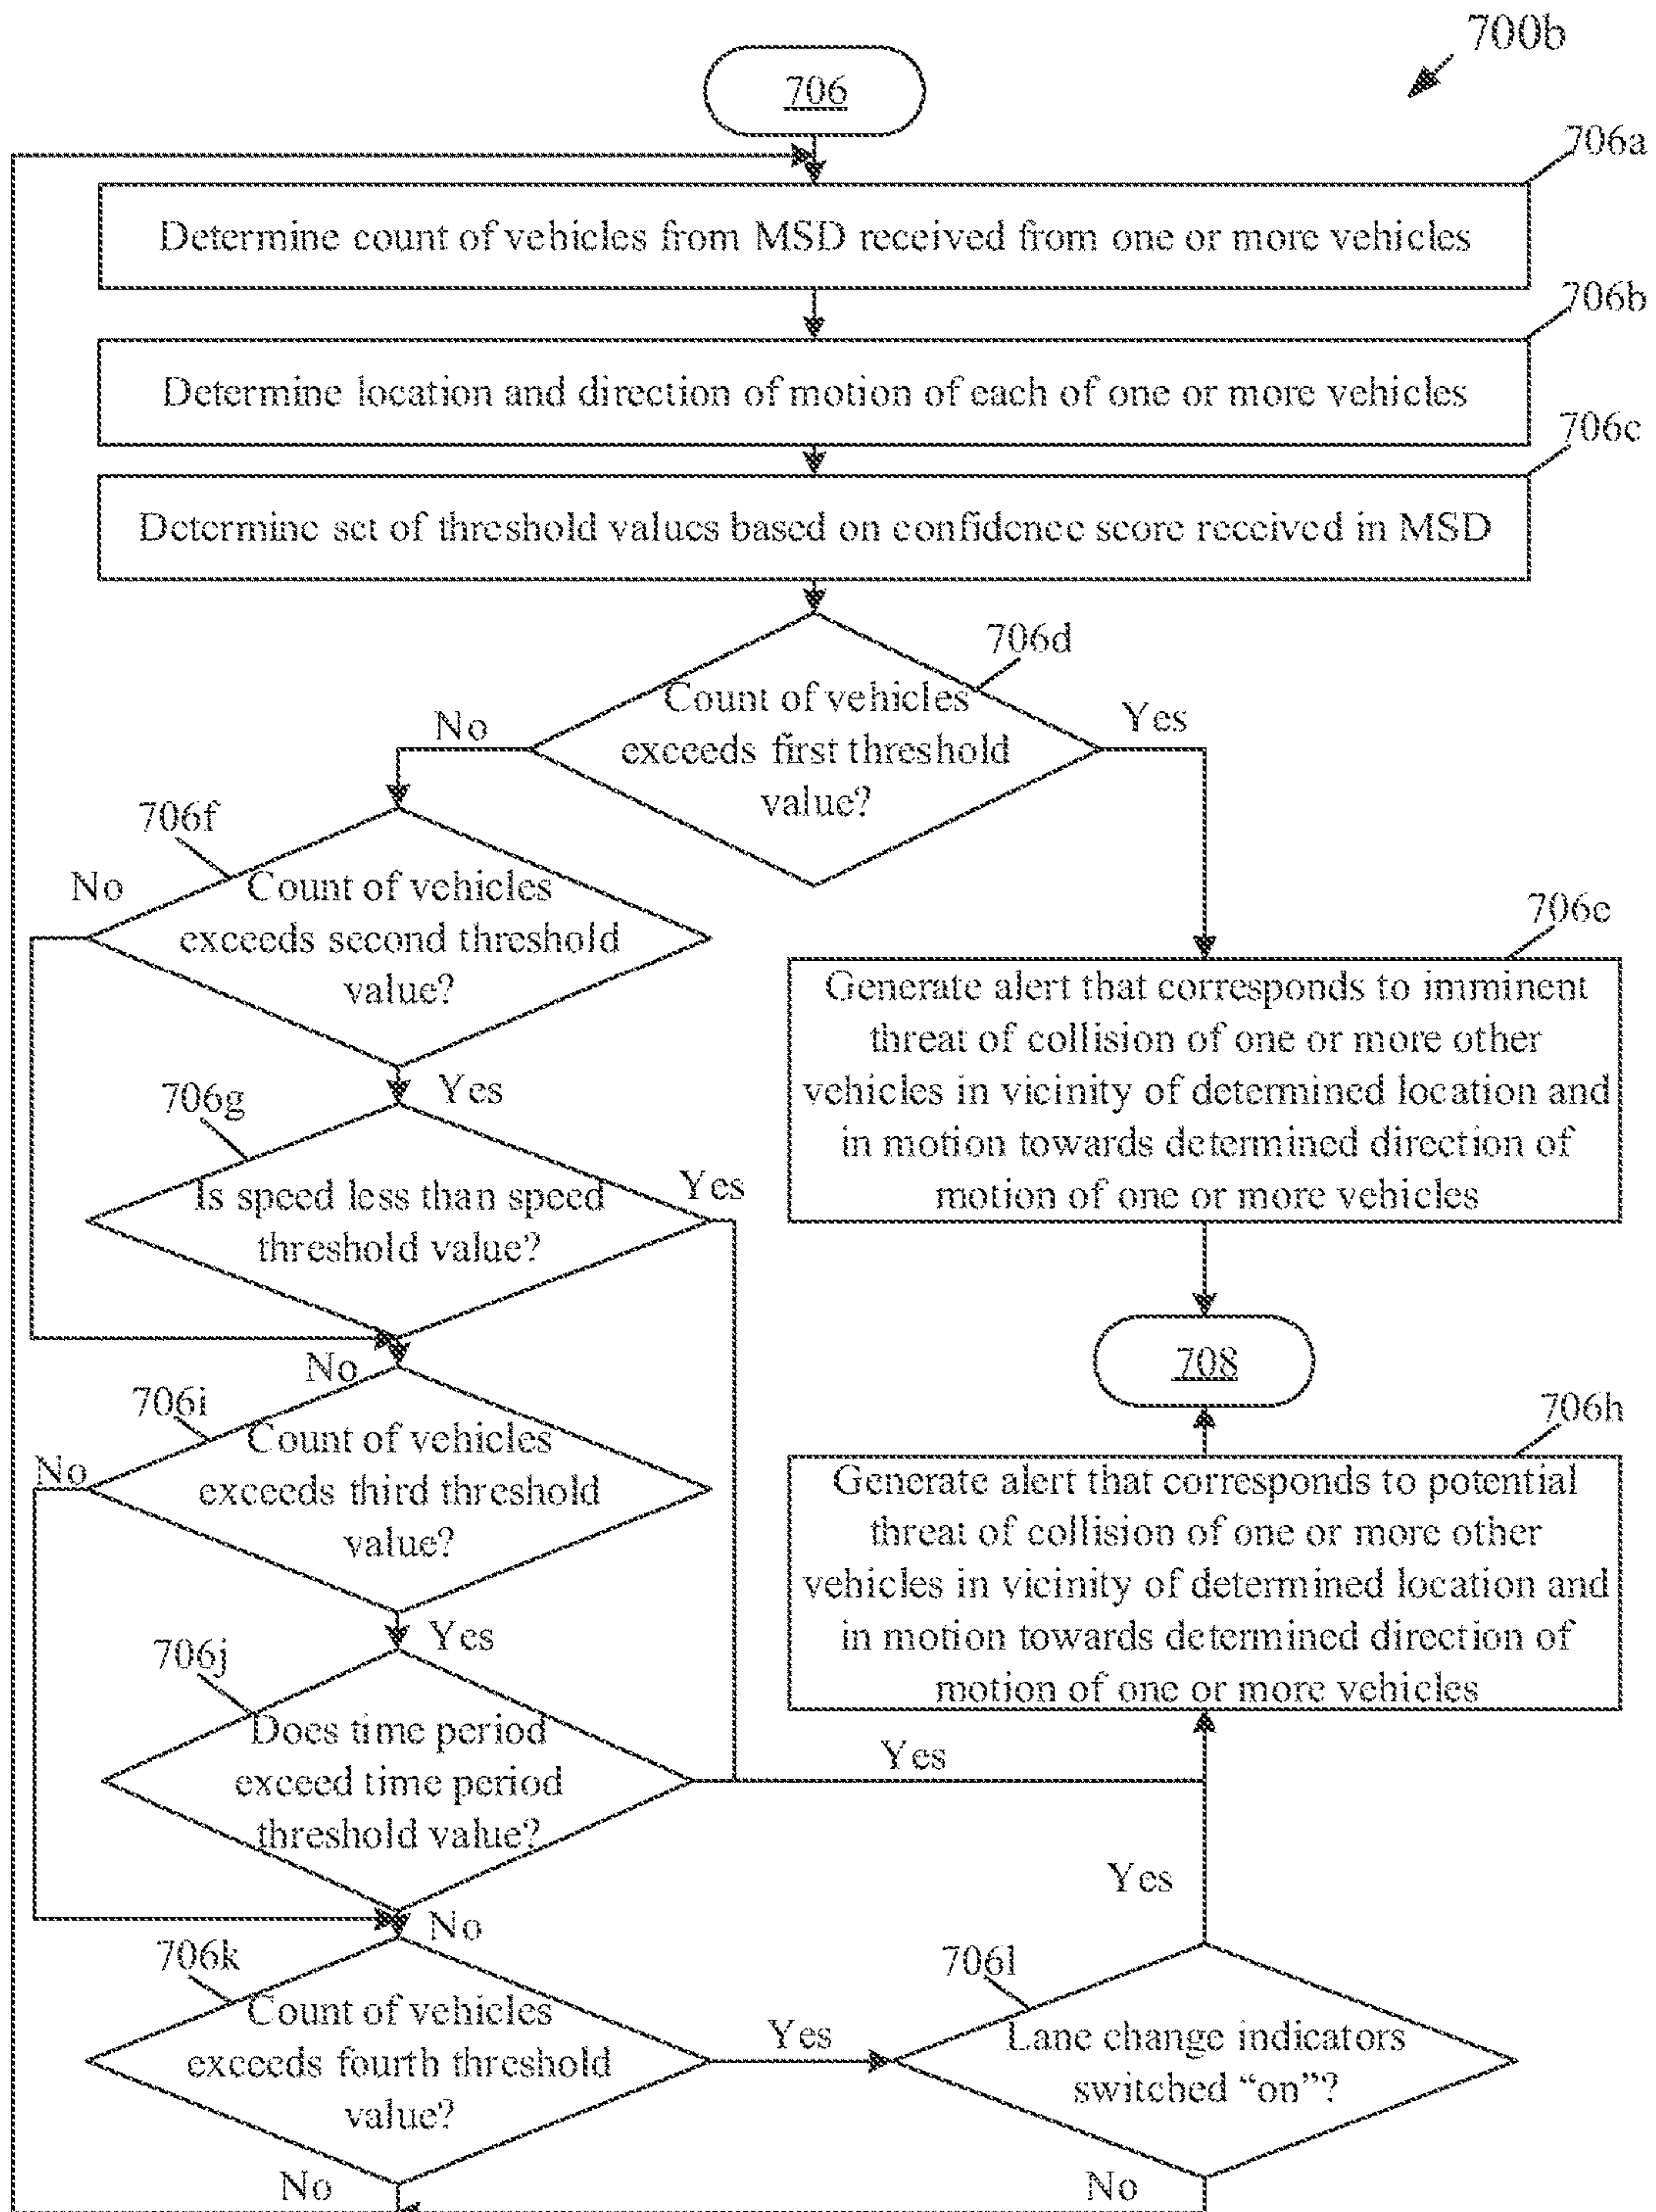 700b
706
706a
Determine count of vehicles from MSD received from one or more vehicles
706b
Determine location and direction of motion of each of one or more vehicles
706c
Determine set of threshold values based on confidence score received in MSD
706d
Count of vehicles
exceeds first threshold
value?
No
Yes
706f
No
Count of vehicles
exceeds second threshold
value?
706e
Generate alert that corresponds to imminent
threat of collision of one or more other
vehicles in vicinity of determined location and
in motion towards determined direction of
motion of one or more vehicles
Yes
706g
Is speed less than speed
threshold value?
Yes
No
708
706i
No
Count of vehicles
exceeds third threshold
value?
706h
Generate alert that corresponds to potential
threat of collision of one or more other
vehicles in vicinity of determined location and
in motion towards determined direction of
motion of one or more vehicles
Yes
706j
Does time period
exceed time period
threshold value?
Yes
Yes
No
706k
Count of vehicles
exceeds fourth threshold
value?
Yes
706l
Lane change indicators
switched “on”?
No
No